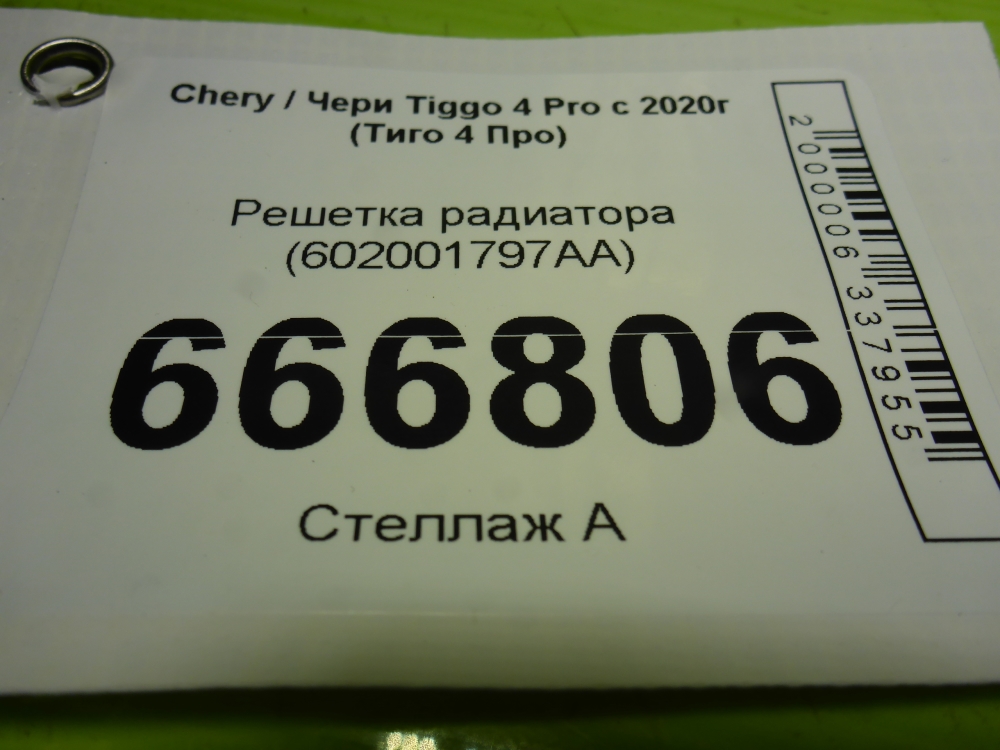 Chery / Чери Tiggo 4 Pro с 2020г
(Тиго 4 Про)
Решетка радиатора
(602001797AA)
666806
Стеллаж А
2000006337955